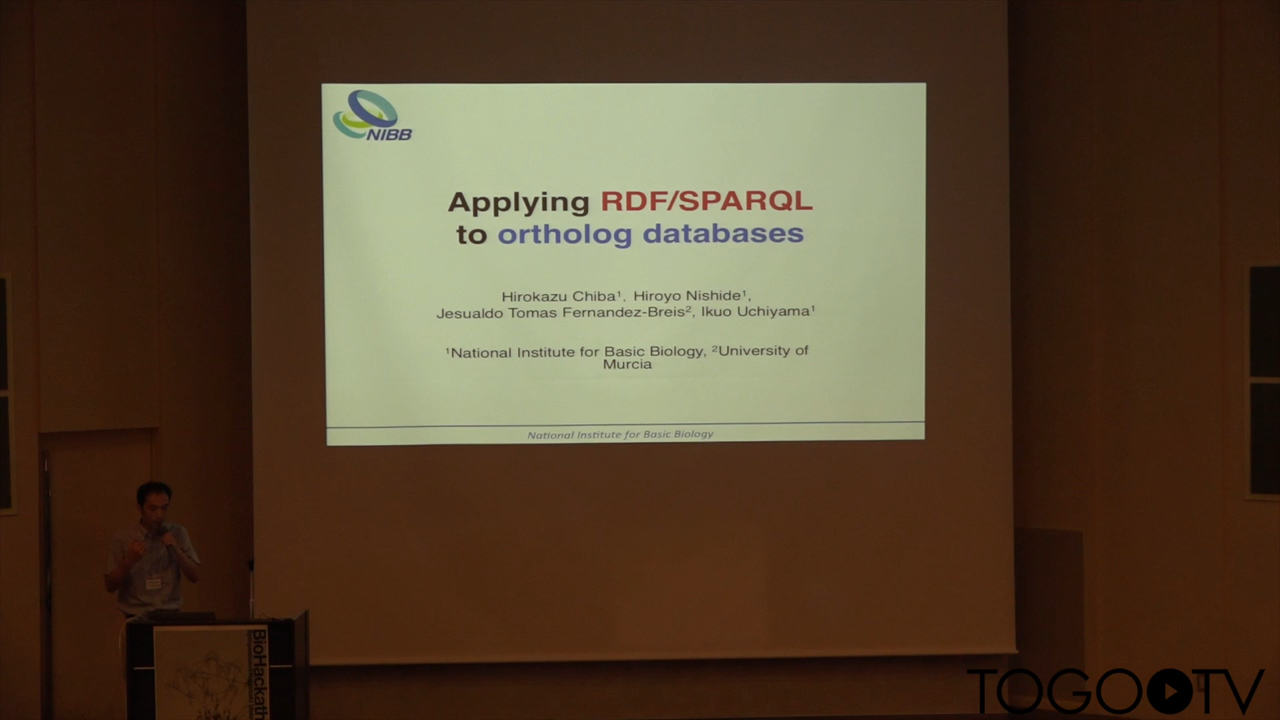 NIBB
Applying RDF/SPARQL
to ortholog databases
Hirokazu Chiba¹, Hiroyo Nishide¹,
Jesualdo Tomas Fernandez-Breis², Ikuo Uchiyama¹
¹National Institute for Basic Biology, ²University of
Murcia
National Institute for Basic Biology
BioHackath
TOGO TV